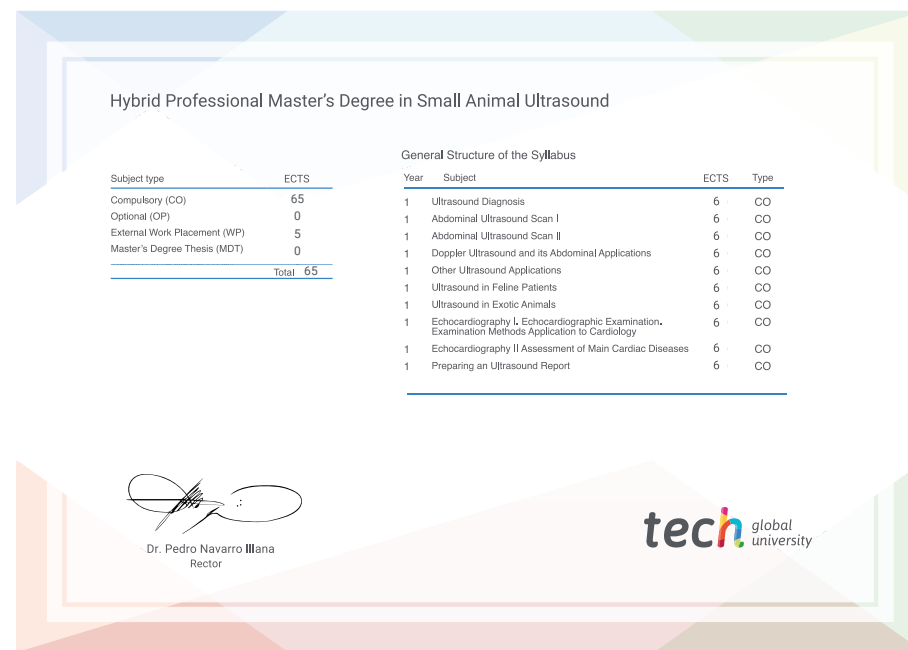 Hybrid Professional Master's Degree in Small Animal Ultrasound
Subject type ECTS
Compulsory (CO) 65
Optional (OP) 0
External Work Placement (WP) 5
Master's Degree Thesis (MDT) 0
Total 65
General Structure of the Syllabus
Year Subject ECTS Type
1 Ultrasound Diagnosis 6 CO
1 Abdominal Ultrasound Scan I 6 CO
1 Abdominal Ultrasound Scan II 6 CO
1 Doppler Ultrasound and its Abdominal Applications 6 CO
1 Other Ultrasound Applications 6 CO
1 Ultrasound in Feline Patients 6 CO
1 Ultrasound in Exotic Animals 6 CO
1 Echocardiography I. Echocardiographic Examination. 6 CO
Examination Methods Application to Cardiology
1 Echocardiography II Assessment of Main Cardiac Diseases 6 CO
1 Preparing an Ultrasound Report 6 CO
Dr. Pedro Navarro Illana
Rector
tech global
university